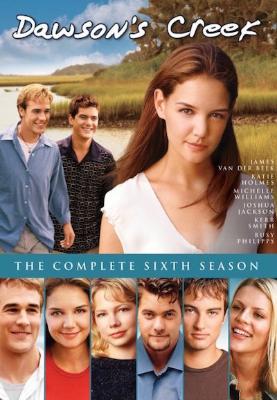 Dawson's Creek
JAMES
VAN DER BEEK
KATIE
HOLMES
MICHELLE
WILLIAMS
JOSHUA
JACKSON
KERR
SMITH
BUSY
PHILIPPS
THE COMPLETE SIXTH SEASON